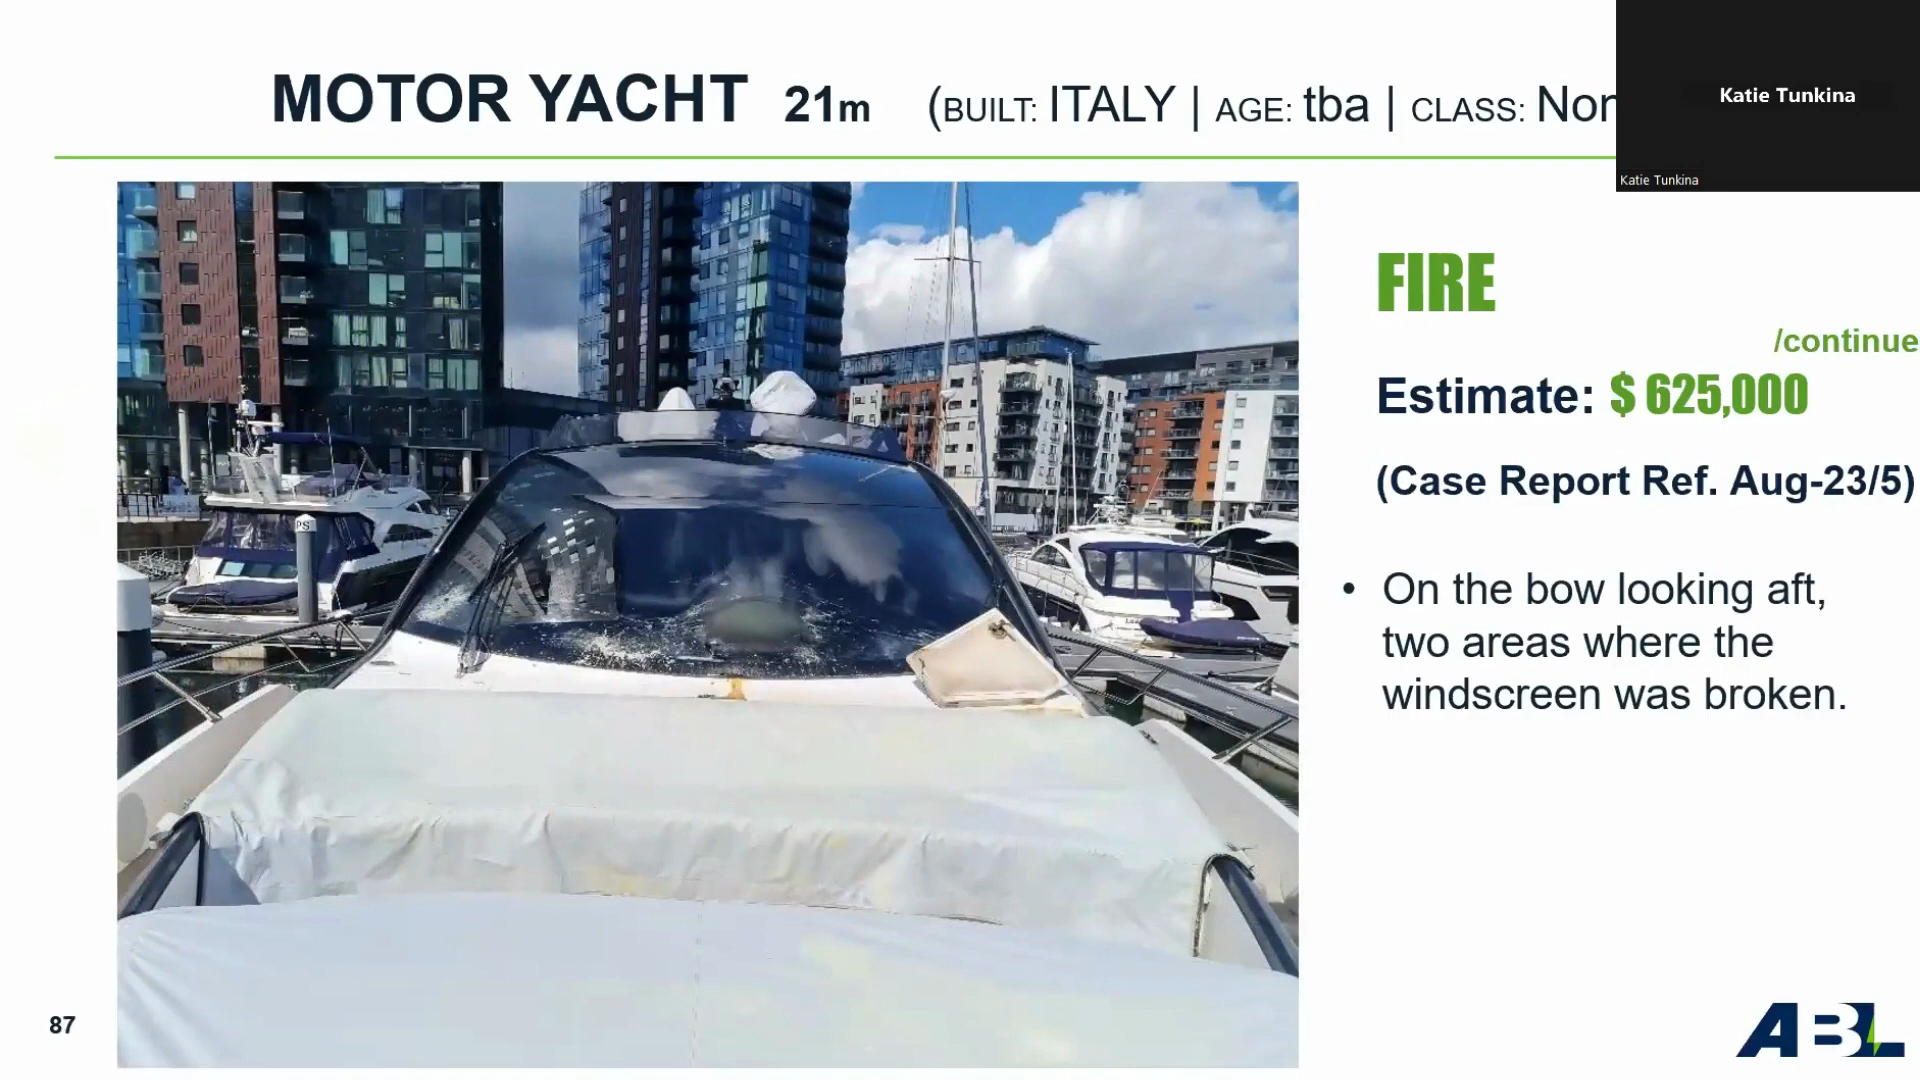 MOTOR YACHT 21m (BUILT: ITALY | AGE: tba | CLASS: Non
Katie Tunkina
Katie Tunkina
FIRE
/continue
Estimate: $ 625,000
(Case Report Ref. Aug-23/5)
PS
• On the bow looking aft,
two areas where the
windscreen was broken.
87
ABL